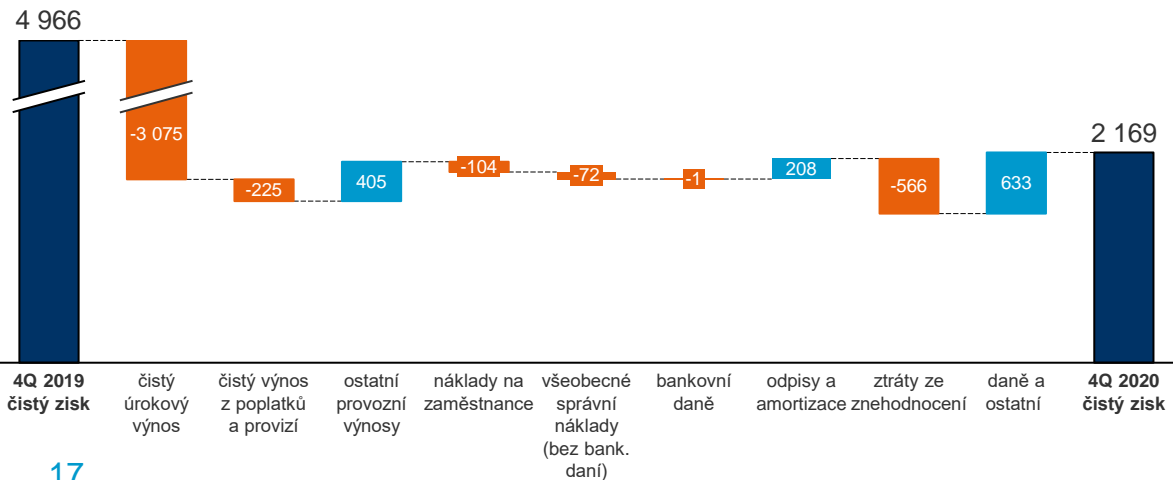 4 966
-3 075
-225
405
-104
-72
-1
208
-566
633
2 169
4Q 2019
čistý zisk
čistý
úrokový
výnos
čistý výnos
z poplatků
a provizí
ostatní
provozní
výnosy
náklady na
zaměstnance
všeobecné
správní
náklady
(bez bank.
daní)
bankovní
daně
odpisy a
amortizace
ztráty ze
znehodnocení
daně a
ostatní
4Q 2020
čistý zisk
17